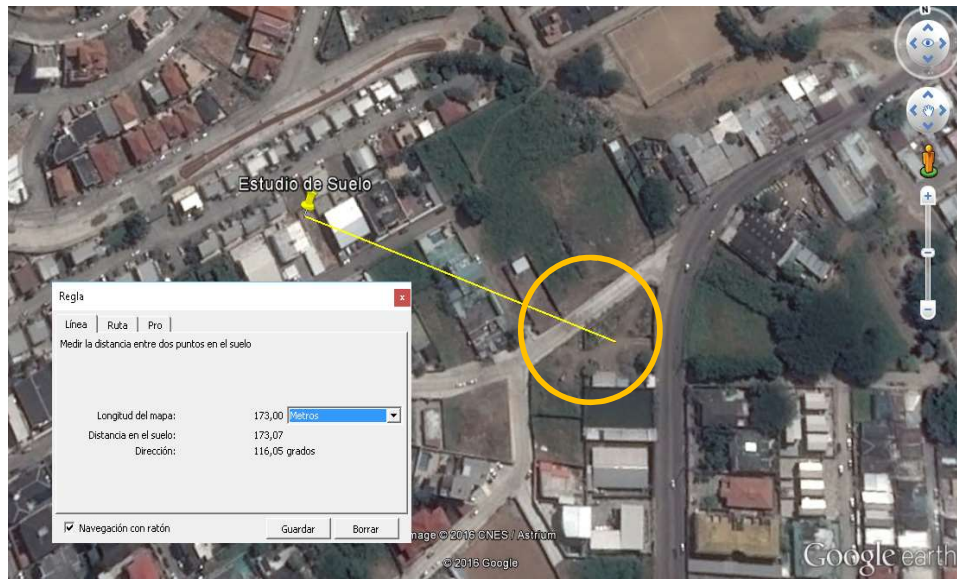 N
Estudio de Suelo
Regla
x
Línea Ruta Pro
Medir la distancia entre dos puntos en el suelo
Longitud del mapa: 173,00 Metros
Distancia en el suelo: 173,07
Dirección: 116,05 grados
Navegación con ratón Guardar Borrar
mage © 2016 CNES / Astrium
© 2016 Google
Google earth